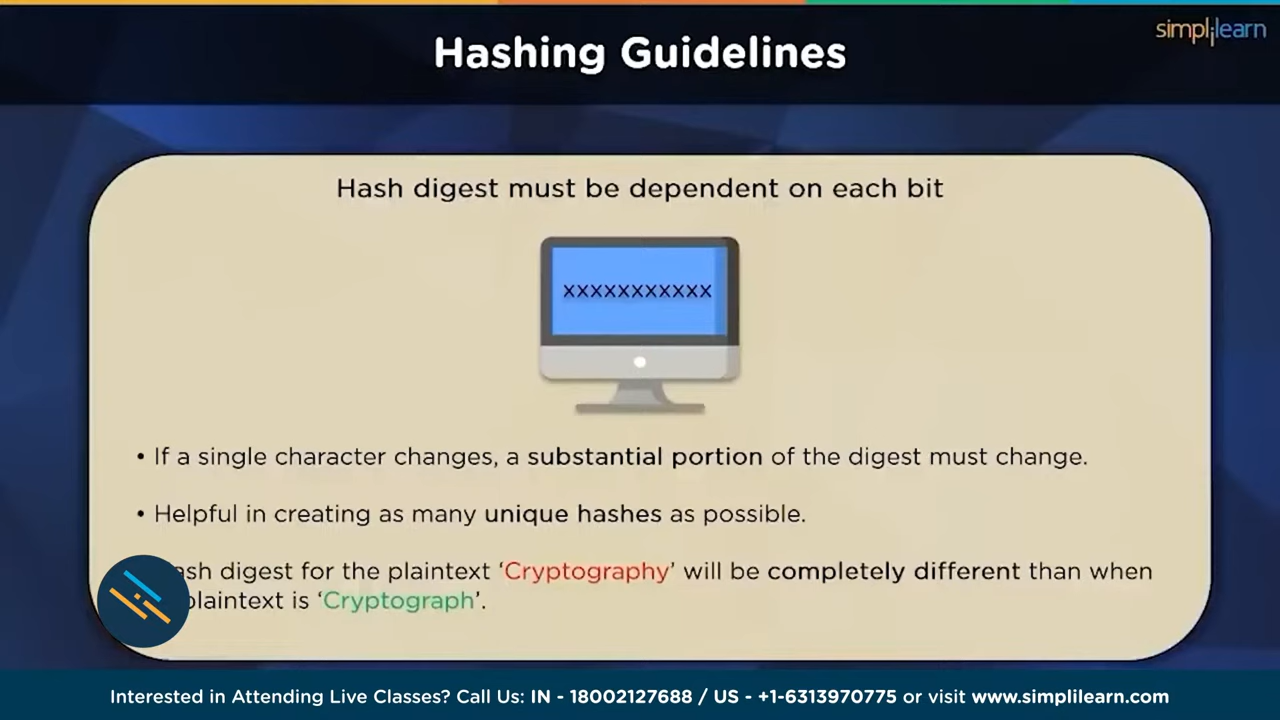 simplilearn
Hashing Guidelines
Hash digest must be dependent on each bit
XXXXXXXXXXX
• If a single character changes, a substantial portion of the digest must change.
• Helpful in creating as many unique hashes as possible.
digest for the plaintext ‘Cryptography’ will be completely different than when
plaintext is ‘Cryptograph’.
Interested in Attending Live Classes? Call Us: IN - 18002127688 / US - +1-6313970775 or visit www.simplilearn.com